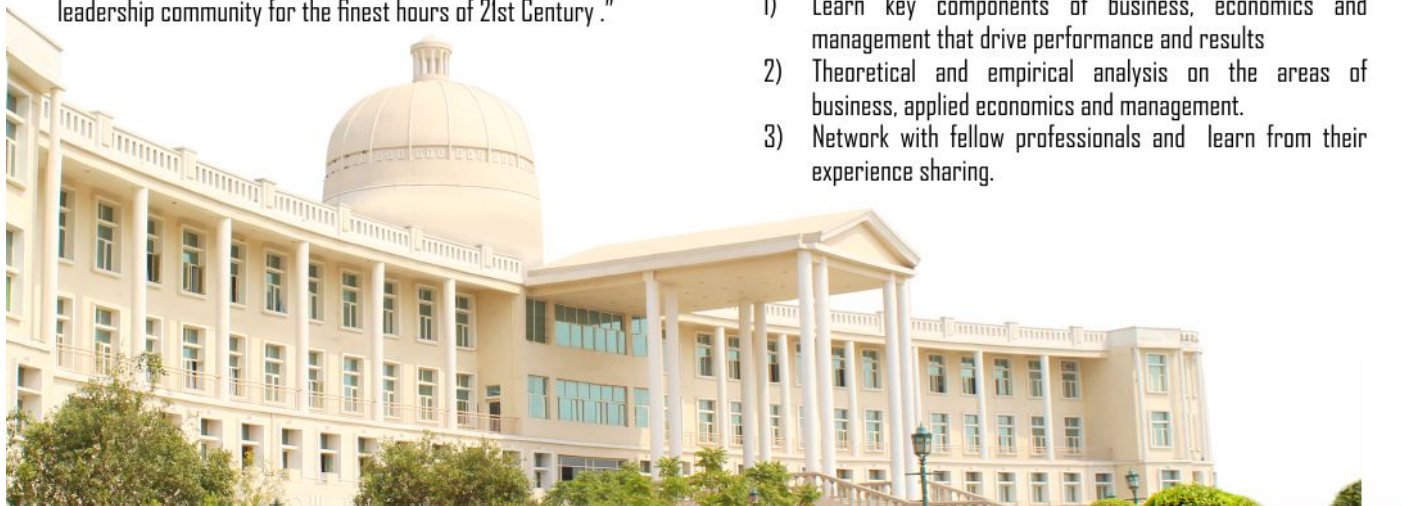 leadership community for the finest hours of 21st Century ."
1) Learn key components of business, economics and
management that drive performance and results
2) Theoretical and empirical analysis on the areas of
business, applied economics and management.
3) Network with fellow professionals and learn from their
experience sharing.